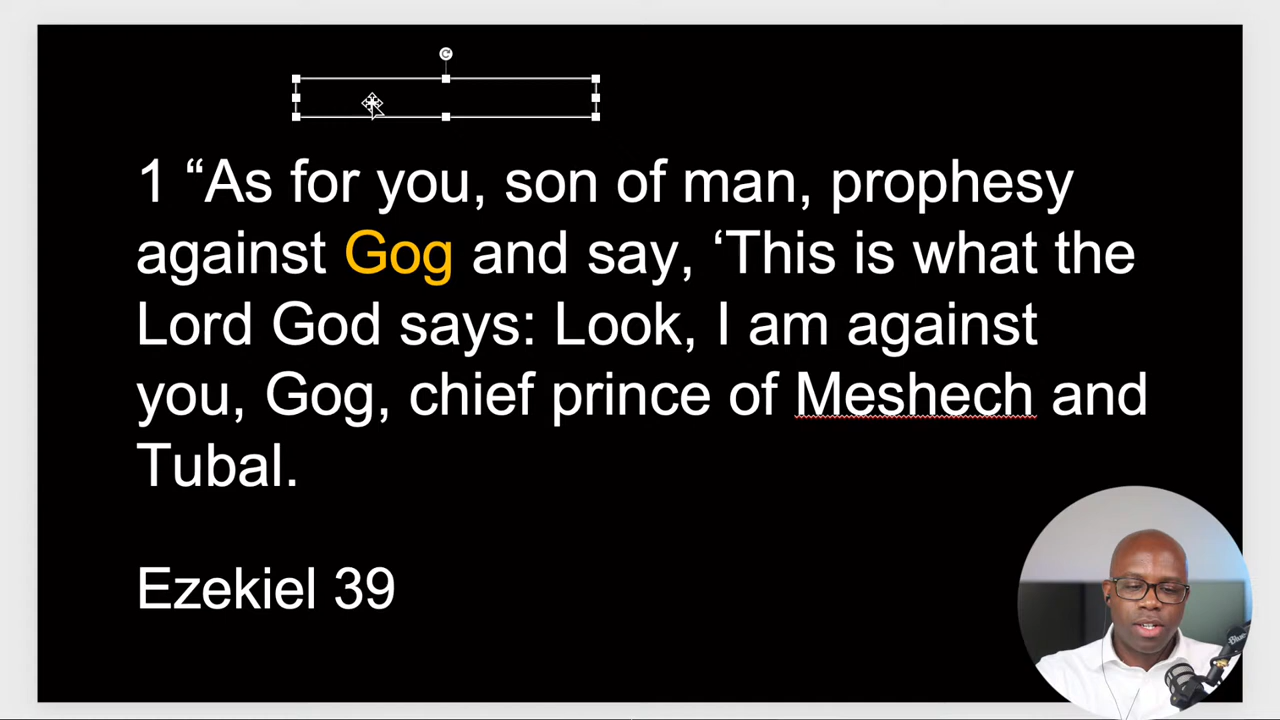 1 “As for you, son of man, prophesy
against Gog and say, ‘This is what the
Lord God says: Look, I am against
you, Gog, chief prince of Meshech and
Tubal.
Ezekiel 39
Blue